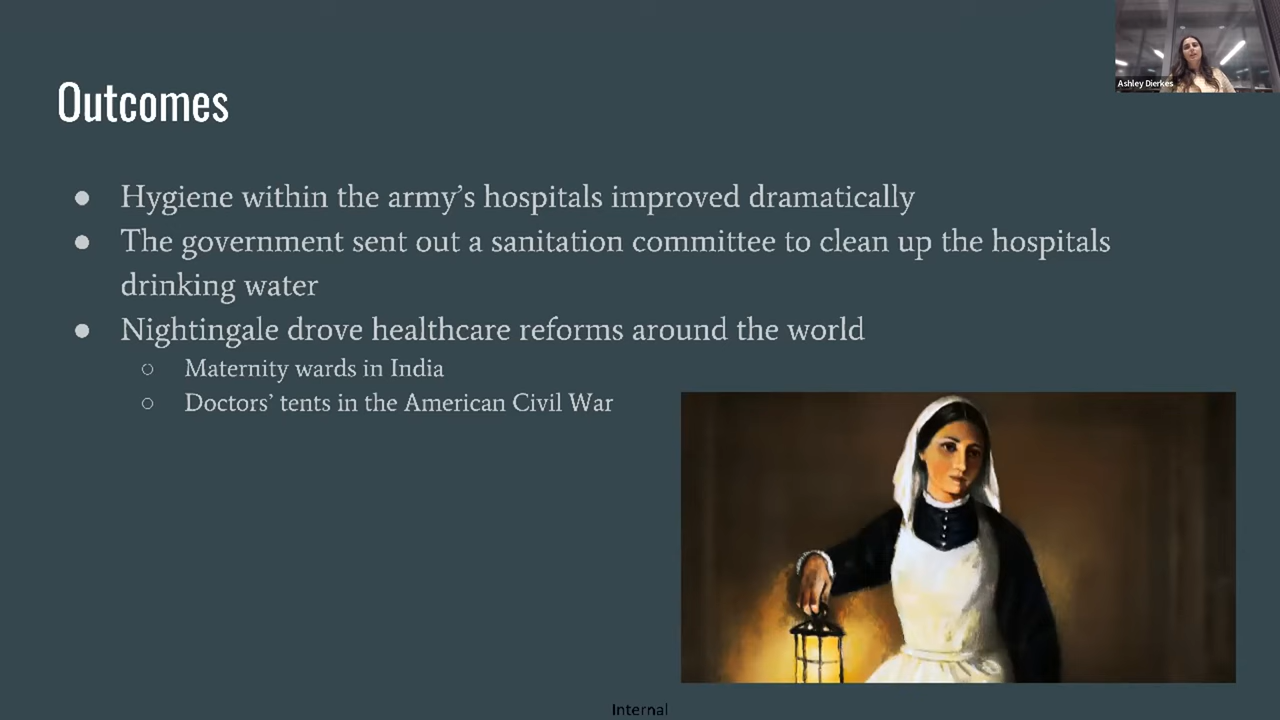 Ashley Dierkes
Outcomes
● Hygiene within the army’s hospitals improved dramatically
● The government sent out a sanitation committee to clean up the hospitals
drinking water
● Nightingale drove healthcare reforms around the world
○ Maternity wards in India
○ Doctors’ tents in the American Civil War
Internal